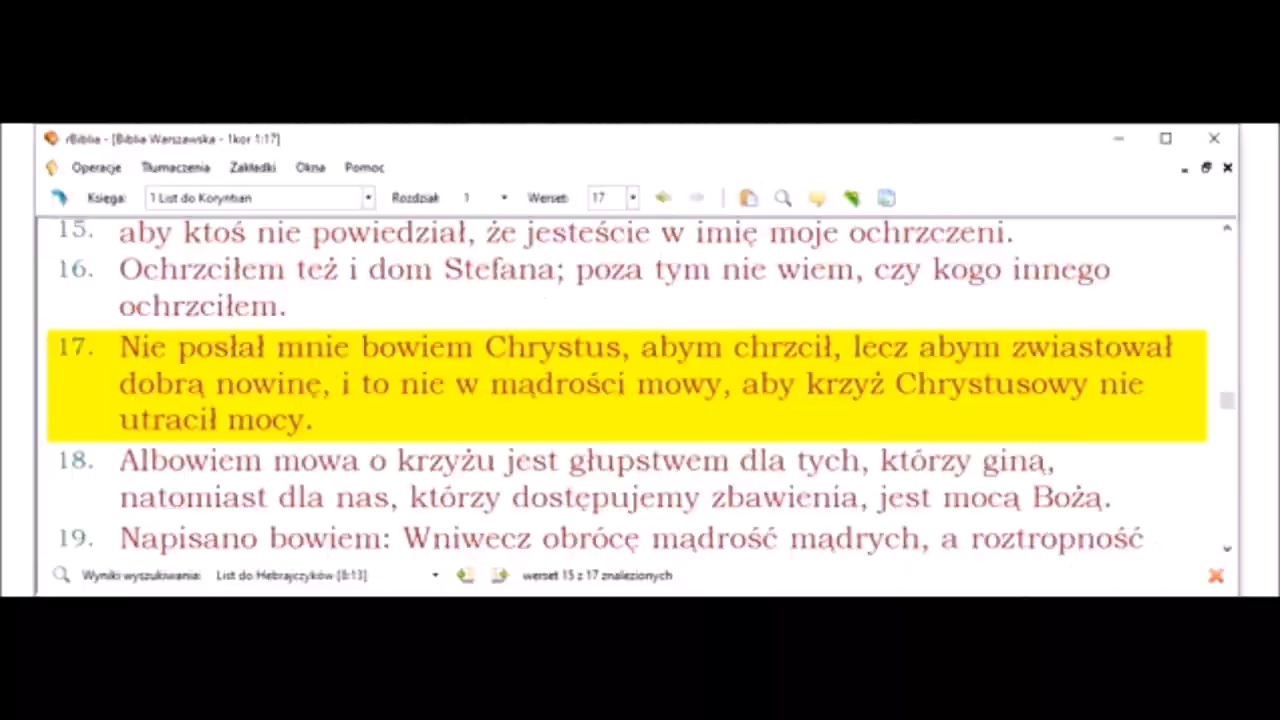 rBiblia - [Biblia Warszawska - 1kor 1:17]
Operacje Tłumaczenia Zakładki Okna Pomoc
Księga: 1 List do Koryntian Rozdział: 1 Werset: 17
15. aby ktoś nie powiedział, że jesteście w imię moje ochrzczeni.
16. Ochrzciłem też i dom Stefana; poza tym nie wiem, czy kogo innego
ochrzciłem.
17. Nie posłał mnie bowiem Chrystus, abym chrzcił, lecz abym zwiastował
dobrą nowinę, i to nie w mądrości mowy, aby krzyż Chrystusowy nie
utracił mocy.
18. Albowiem mowa o krzyżu jest głupstwem dla tych, którzy giną,
natomiast dla nas, którzy dostępujemy zbawienia, jest mocą Bożą.
19. Napisano bowiem: Wniwecz obrócę mądrość mądrych, a roztropność
Wyniki wyszukiwania: List do Hebrajczyków [8:13] werset 15 z 17 znalezionych